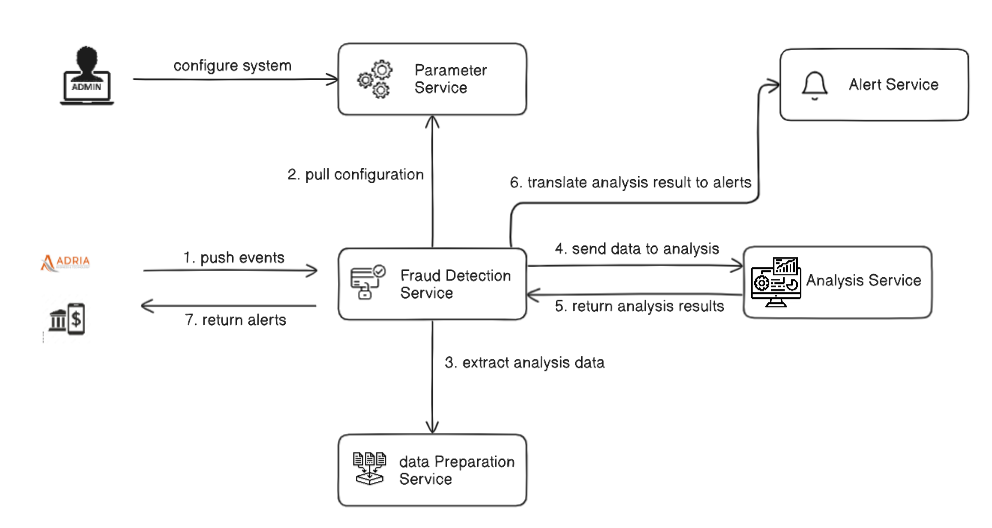 configure system
ADMIN
Parameter
Service
Alert Service
2. pull configuration
6. translate analysis result to alerts
ADRIA
1. push events
Fraud Detection
Service
4. send data to analysis
Analysis Service
5. return analysis results
$
7. return alerts
3. extract analysis data
data Preparation
Service